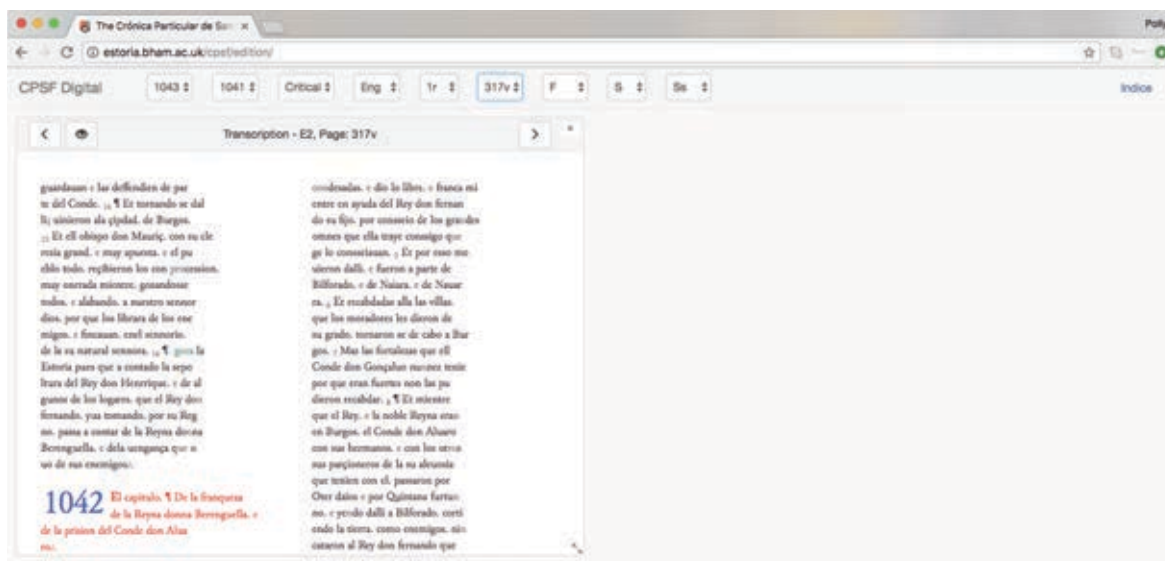 The Crónica Particular de San
estoria.bham.ac.uk/cpsf/edition/
CPSF Digital 1043 1041 Critical Eng 1r 317v F S Ss Indice
Transcription - E2, Page: 317v
guardauan e las deffendien de par
te del Conde. ¶ Et tornando se dal
li; uinieron ala çipdad. de Burgos.
Et ell obispo don Mauriç. con su cle
rezia grand. e muy apuesta. e el pu
eblo todo. reçibieron los con procession.
muy onrrada mientre. gozandose
todos. e alabando. a nuestro sennor
dios. por que los librara de los ene
migos. e fincauan. enel sennorio.
de la su natural sennora. ¶ gora la
Estoria pues que a contado la sepo
ltura del Rey don Henrrique. e de al
gunos de los logares. que el Rey don
fernando. yua tomando. por su Reg
no. passa a contar de la Reyna donna
Berenguella. e dela uengança que o
uo de sus enemigos.
1042 El capitulo. ¶ De la franqueza
de la Reyna donna Berenguella. e
de la prision del Conde don Alua
ro.
condesadas. e dio lo libre. e franca mi
entre en ayuda del Rey don fernan
do su fijo. por conseio de los grandes
omnes que ella traye consigo que
ge lo conseiauan. Et por esso mo
uieron dalli. e fueron a parte de
Bilforado. e de Naiara. e de Nauar
ra. Et recabdadas alla las villas.
que los moradores les dieron de
su grado. tornaron se de cabo a Bur
gos. Mas las fortalezas que ell
Conde don Gonçaluo nunnez tenie
por que eran fuertes non las pu
dieron recabdar. ¶ Et mientre
que el Rey. e la noble Reyna eran
en Burgos. el Conde don Aluaro
con sus hermanos. e con los otros
sus parçioneros de la su aleuosia
que tenien con el. passaron por
Oter daios e por Quintana fortun
no. e yendo dalli a Bilforado. corri
endo la tierra. como enemigos. non
cataron al Rey don fernando que